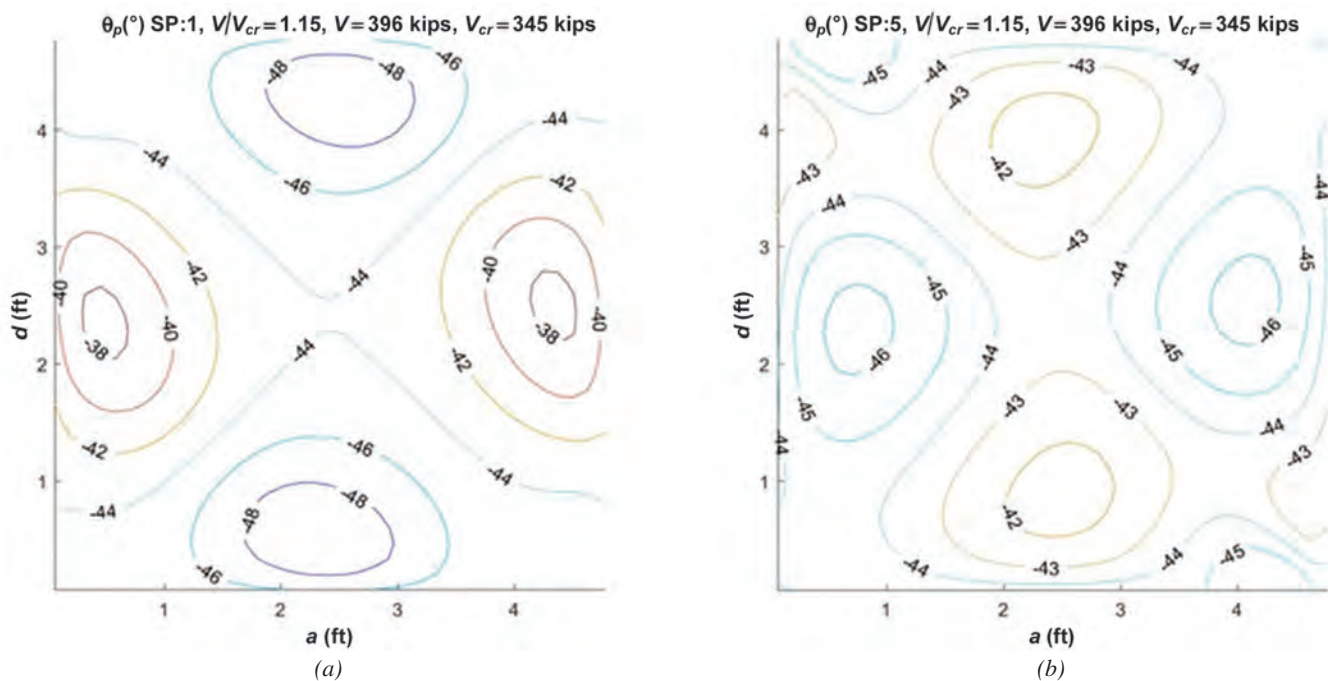 θp(°) SP:1, V/Vcr=1.15, V=396 kips, Vcr=345 kips
-48 -48 -46
4 -44 -44
-46
-42 -42
3
-40 -40 -44
d (ft)
-40 -38 -40 -38 -40
2 -44
-42
-42 -46
1 -44 -44
-48 -48
-46
1 2 3 4
a (ft)
(a)
θp(°) SP:5, V/Vcr=1.15, V=396 kips, Vcr=345 kips
-45 -44 -43 -44
-43
4
-43 -42 -44
-44
3 -43
-45 -44 -45
d (ft)
-46 -46
2 -44 -45
-45 -43 -43
-44 -44
-43
1
-42
-44 -43 -44 -45
1 2 3 4
a (ft)
(b)